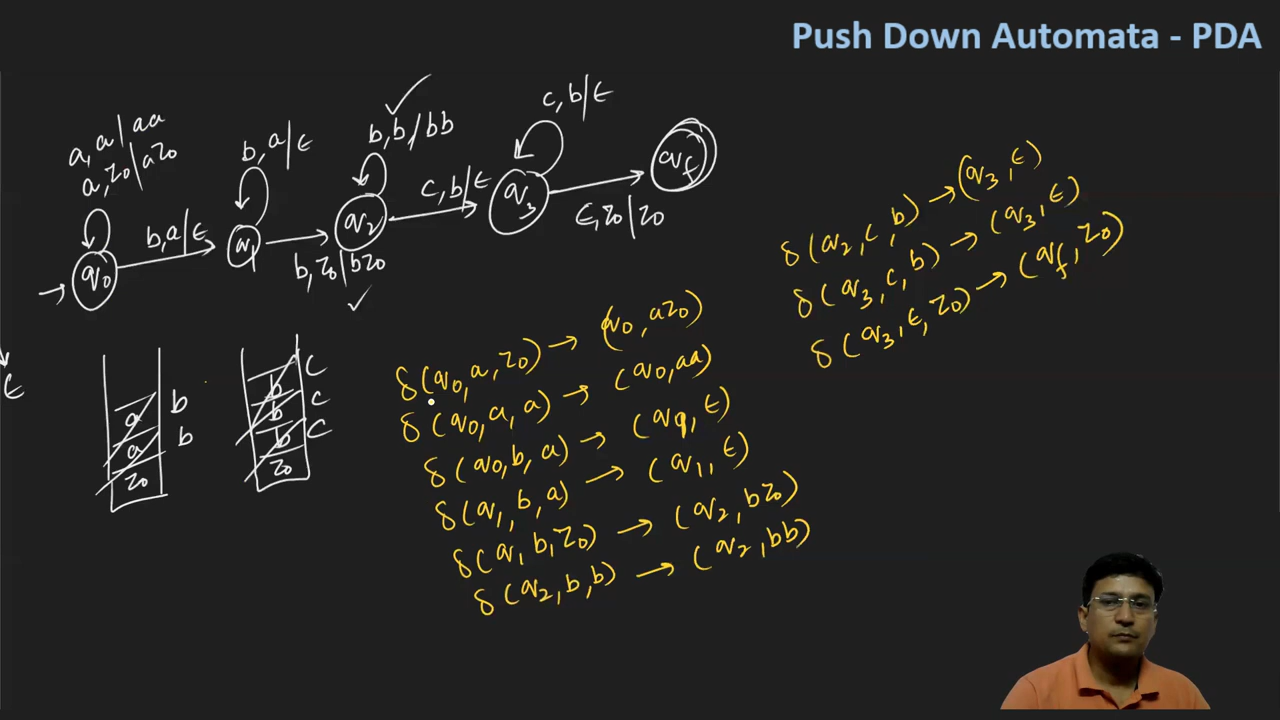 Push Down Automata - PDA
a, a | aa
a, z0 | az0
b, a | ε
b, b / bb
c, b | ε
q0
b, a | ε
q1
b, z0 | bz0
q2
c, b | ε
q3
ε, z0 | z0
qf
ε
a b
a b
z0
b c
b c
b c
z0
δ(q0, a, z0) → (q0, az0)
δ(q0, a, a) → (q0, aa)
δ(q0, b, a) → (q1, ε)
δ(q1, b, a) → (q1, ε)
δ(q1, b, z0) → (q2, bz0)
δ(q2, b, b) → (q2, bb)
δ(q2, c, b) → (q3, ε)
δ(q3, c, b) → (q3, ε)
δ(q3, ε, z0) → (qf, z0)